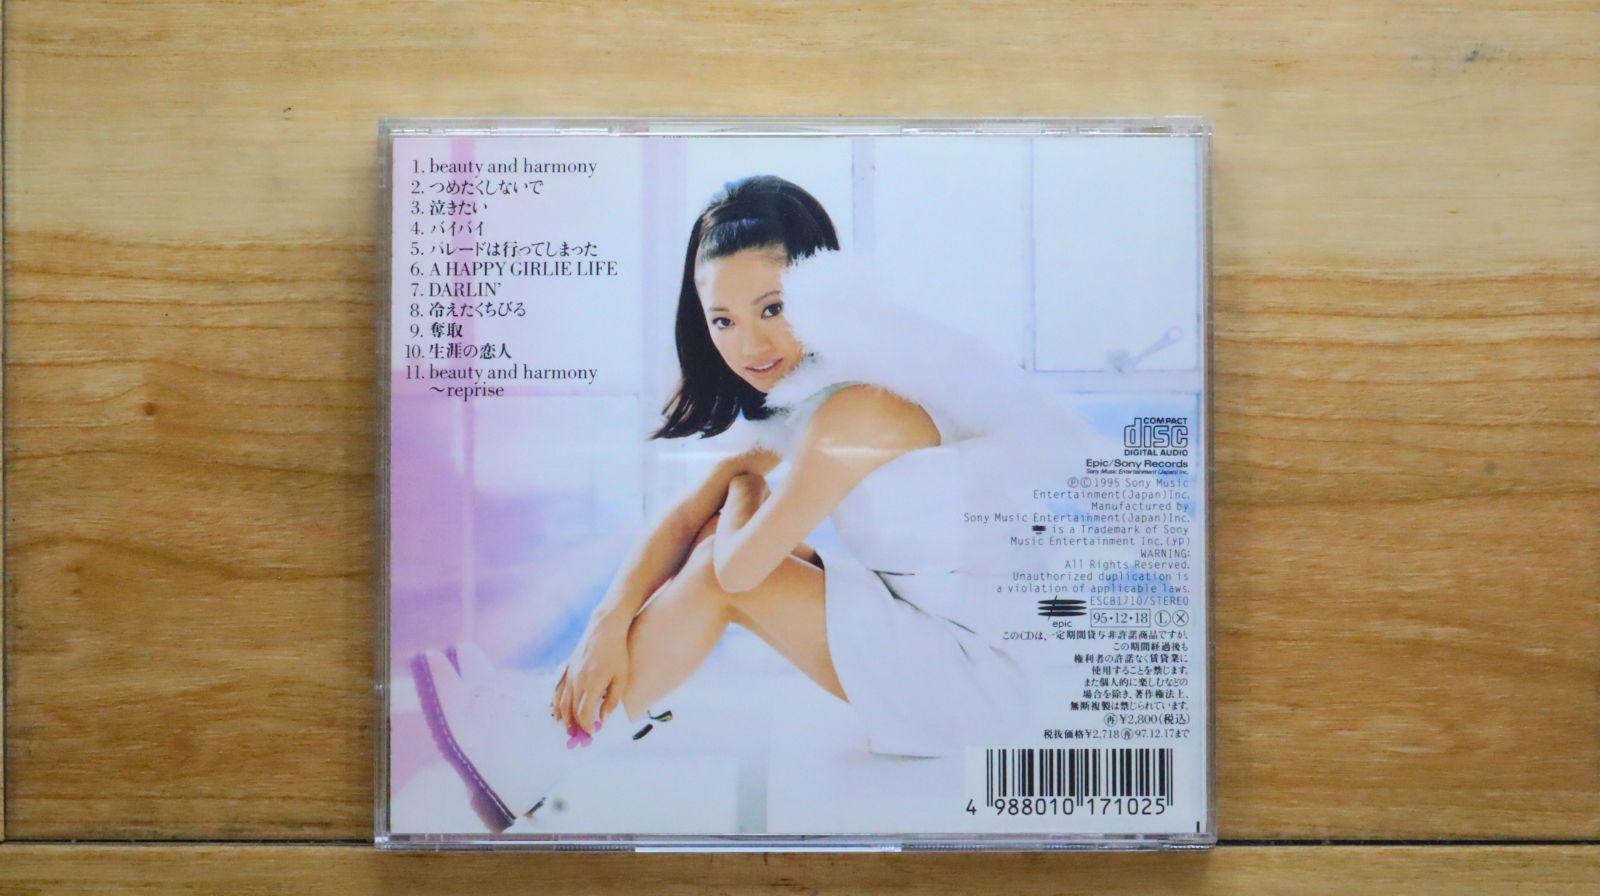 1. beauty and harmony
2. つめたくしないで
3. 泣きたい
4. バイバイ
5. パレードは行ってしまった
6. A HAPPY GIRLIE LIFE
7. DARLIN'
8. 冷えたくちびる
9. 奪取
10. 生涯の恋人
11. beauty and harmony
〜reprise
COMPACT
disc
DIGITAL AUDIO
Epic/Sony Records
Sony Music Entertainment (Japan) Inc.
ⓅⒸ1995 Sony Music
Entertainment(Japan)Inc.
Manufactured by
Sony Music Entertainment(Japan)Inc.
is a Trademark of Sony
Music Entertainment Inc.(yp)
WARNING:
All Rights Reserved.
Unauthorized duplication is
a violation of applicable laws.
ESCB1710/STEREO
epic
95・12・18 Ⓛ Ⓧ
このCDは、一定期間貸与非許諾商品ですが、
この期間経過後も
権利者の許諾なく賃貸業に
使用することを禁じます。
また個人的に楽しむなどの
場合を除き、著作権法上、
無断複製は禁じられています。
㊢¥2,800(税込)
税抜価格¥2,718 97.12.17まで
4 988010 171025